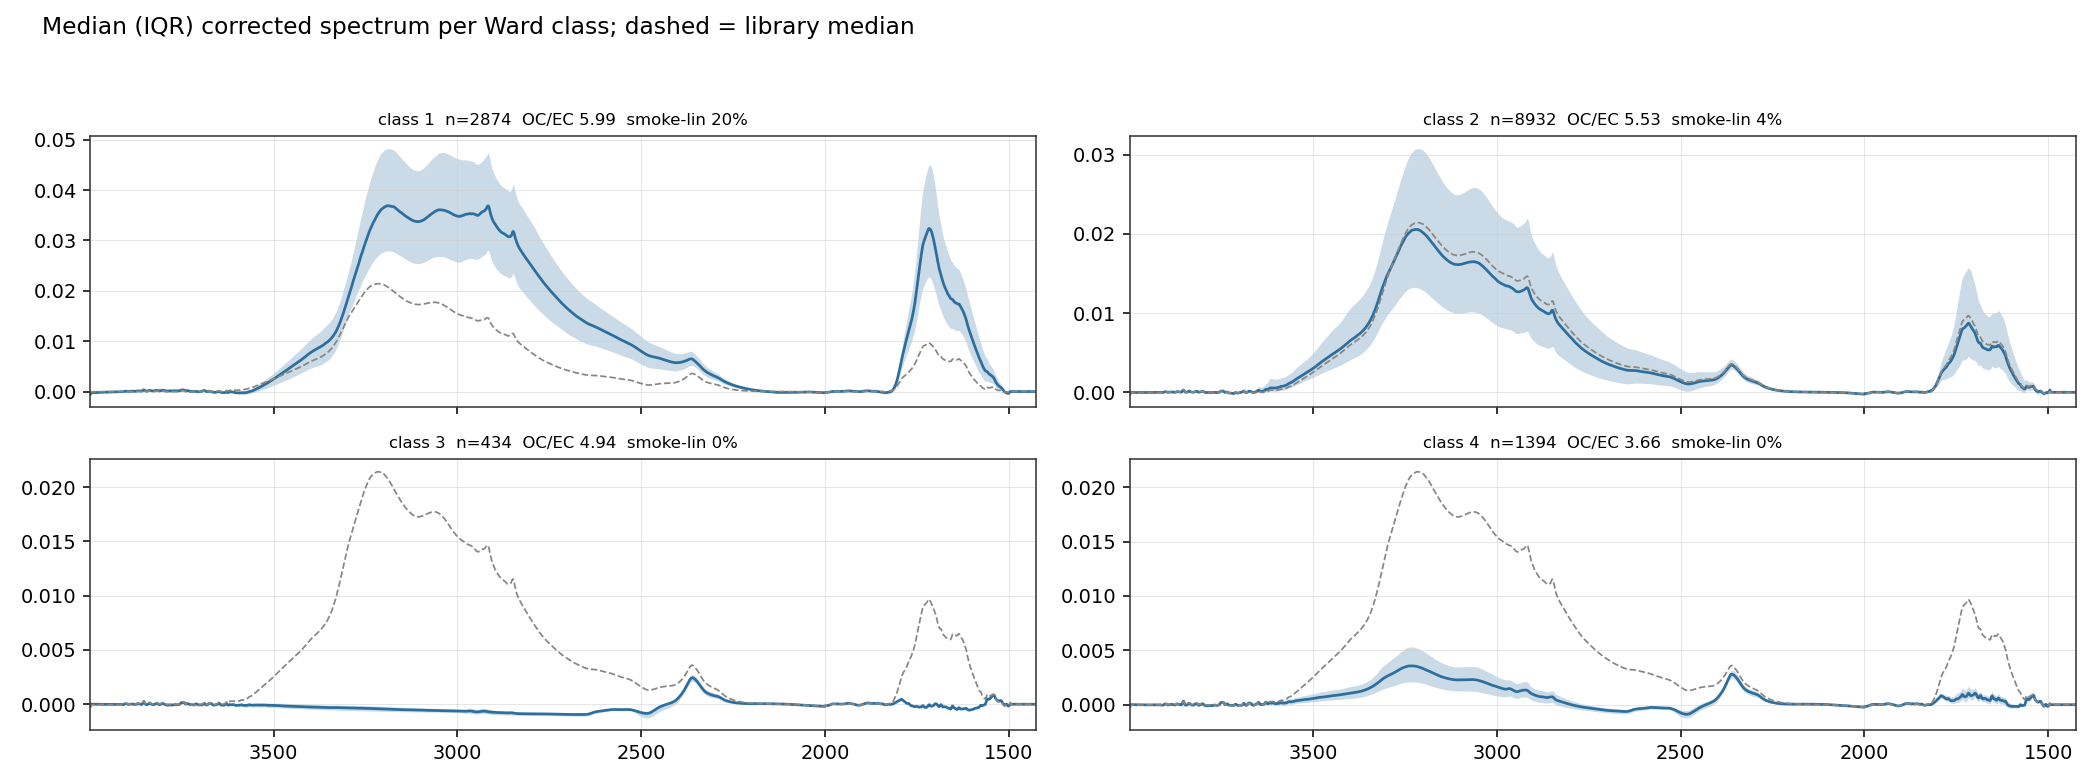 Median (IQR) corrected spectrum per Ward class; dashed = library median
class 1  n=2874  OC/EC 5.99  smoke-lin 20%
0.05
0.04
0.03
0.02
0.01
0.00
class 2  n=8932  OC/EC 5.53  smoke-lin 4%
0.03
0.02
0.01
0.00
class 3  n=434  OC/EC 4.94  smoke-lin 0%
0.020
0.015
0.010
0.005
0.000
3500 3000 2500 2000 1500
class 4  n=1394  OC/EC 3.66  smoke-lin 0%
0.020
0.015
0.010
0.005
0.000
3500 3000 2500 2000 1500